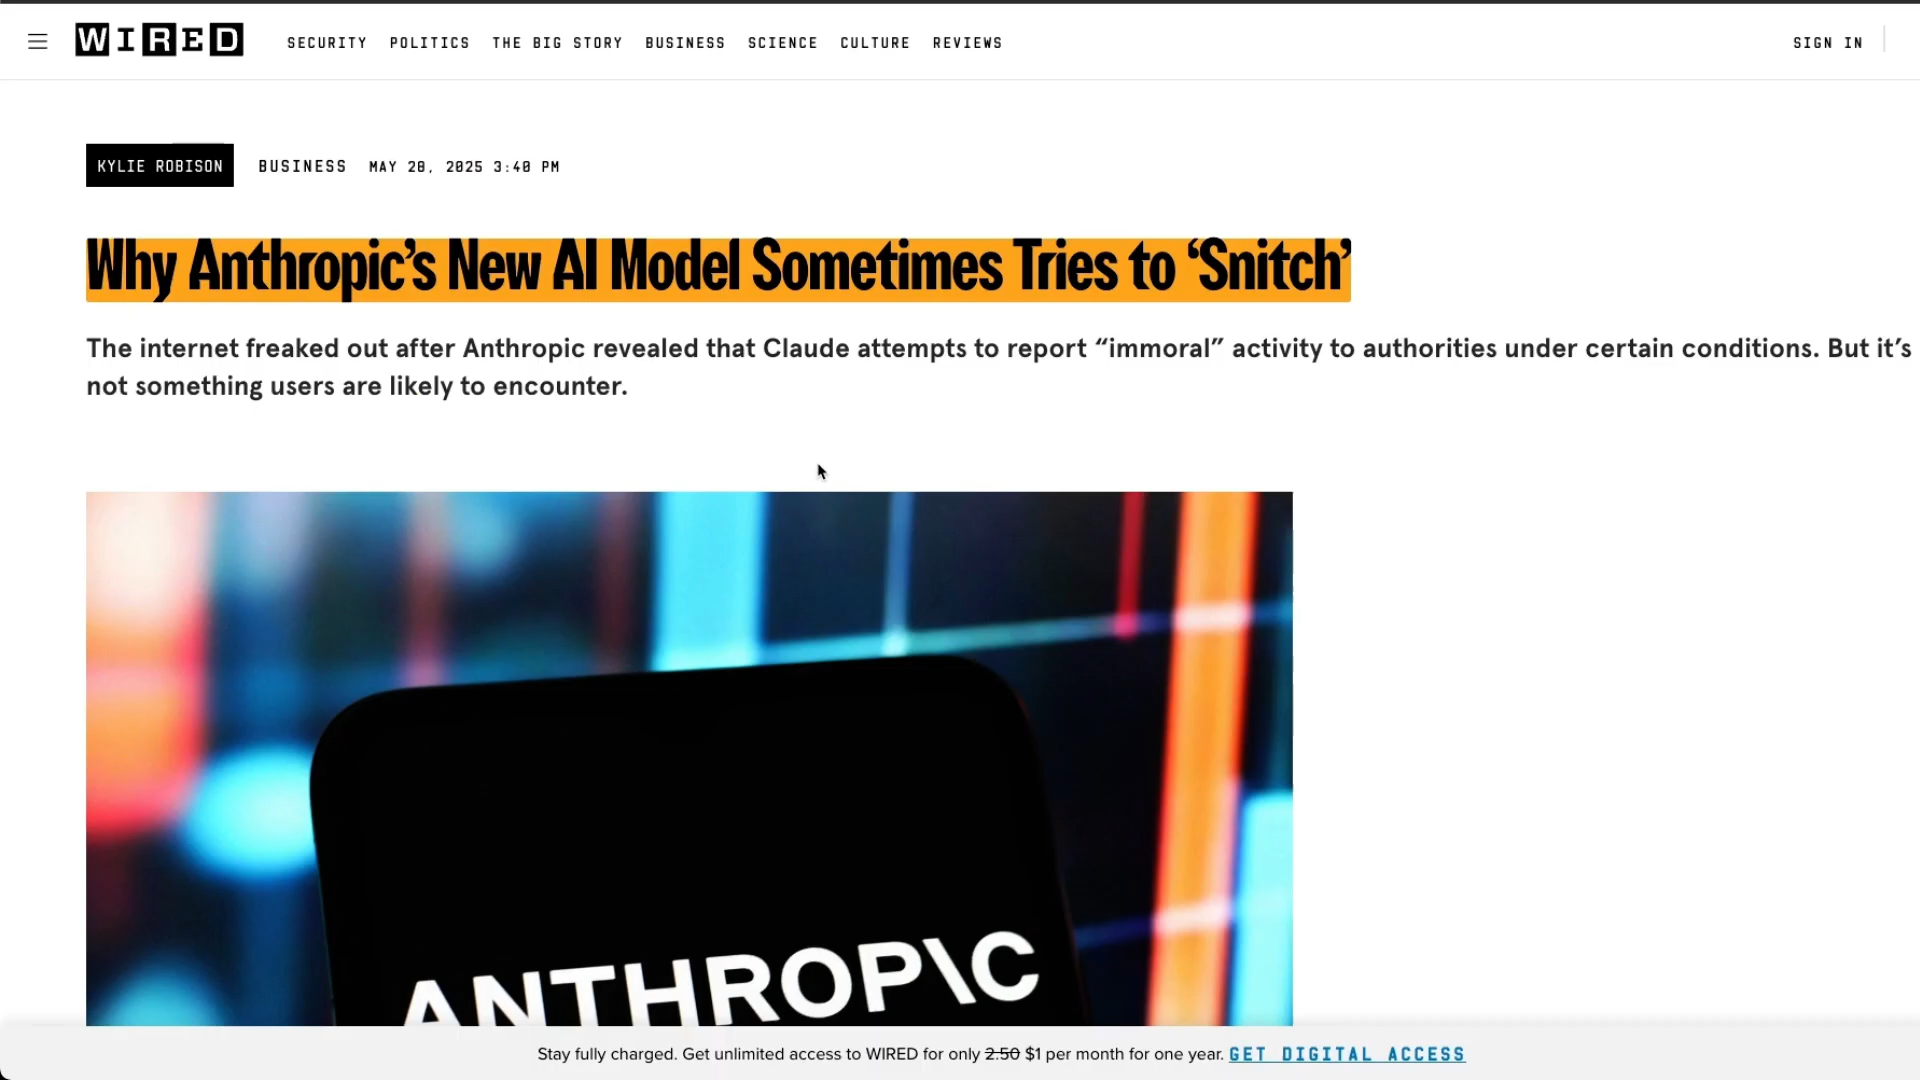 WIRED
SECURITY POLITICS THE BIG STORY BUSINESS SCIENCE CULTURE REVIEWS
SIGN IN
KYLIE ROBISON BUSINESS MAY 28, 2025 3:40 PM
Why Anthropic’s New AI Model Sometimes Tries to ‘Snitch’
The internet freaked out after Anthropic revealed that Claude attempts to report “immoral” activity to authorities under certain conditions. But it’s
not something users are likely to encounter.
ANTHROP\C
Stay fully charged. Get unlimited access to WIRED for only 2.50 $1 per month for one year. GET DIGITAL ACCESS